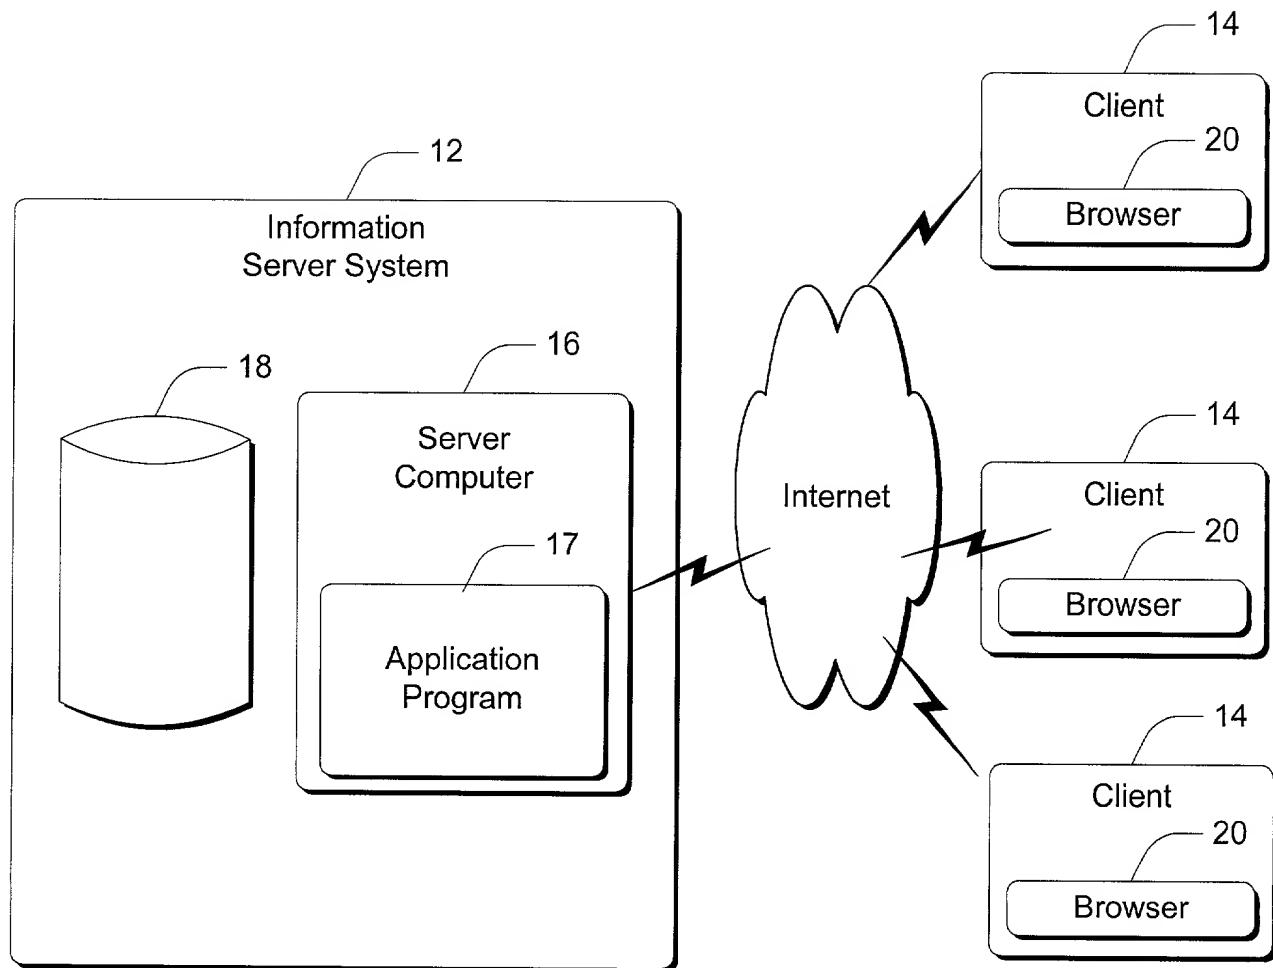 12
Information
Server System
18
16
Server
Computer
17
Application
Program
Internet
14
Client
20
Browser
14
Client
20
Browser
14
Client
20
Browser